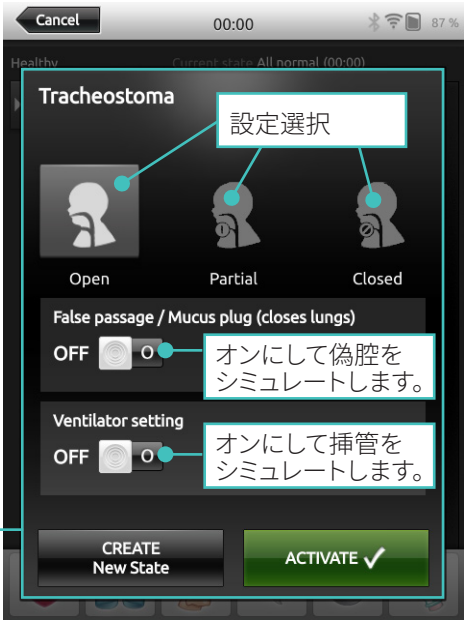 Cancel
00:00
87 %
Healthy
Current state All normal (00:00)
Tracheostoma
設定選択
Open
Partial
Closed
False passage / Mucus plug (closes lungs)
OFF
O
オンにして偽腔を
シミュレートします。
Ventilator setting
OFF
O
オンにして挿管を
シミュレートします。
CREATE
New State
ACTIVATE